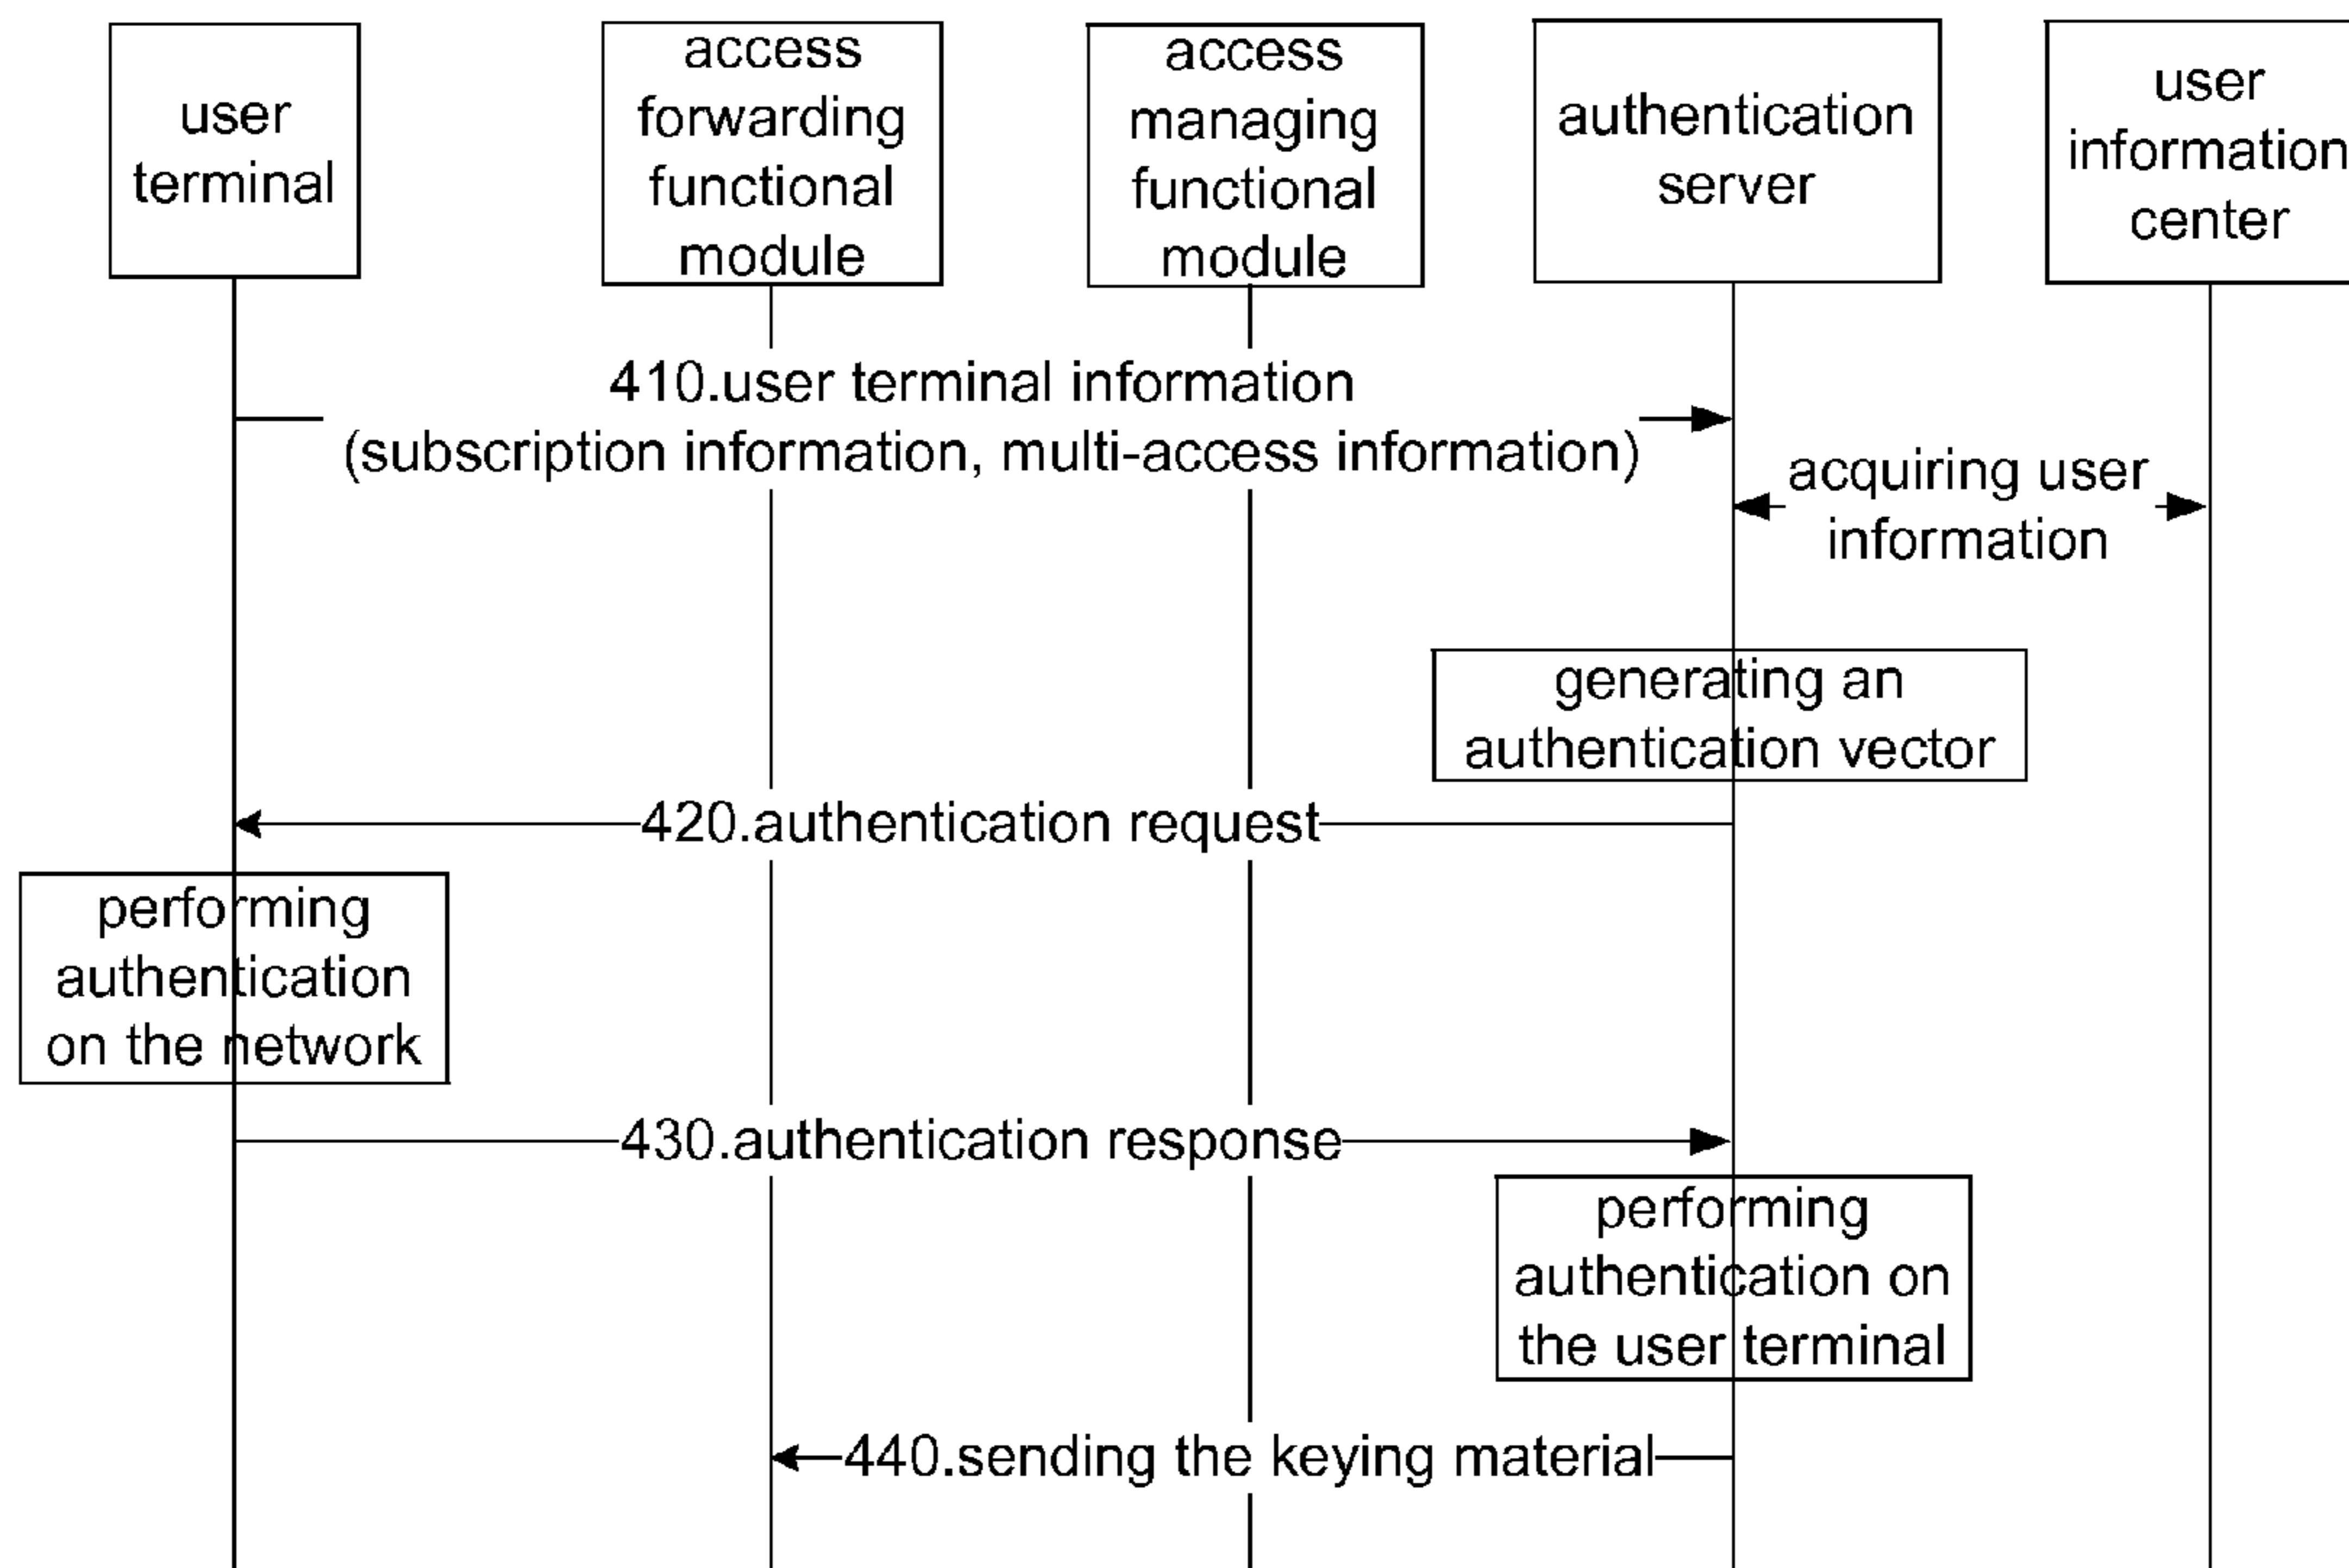 user
terminal
access
forwarding
functional
module
access
managing
functional
module
authentication
server
user
information
center
410.user terminal information
(subscription information, multi-access information)
acquiring user
information
generating an
authentication vector
420.authentication request
performing
authentication
on the network
430.authentication response
performing
authentication on
the user terminal
440.sending the keying material